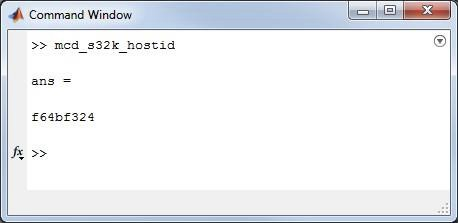 Command Window
>> mcd_s32k_hostid
ans =
f64bf324
fx >>